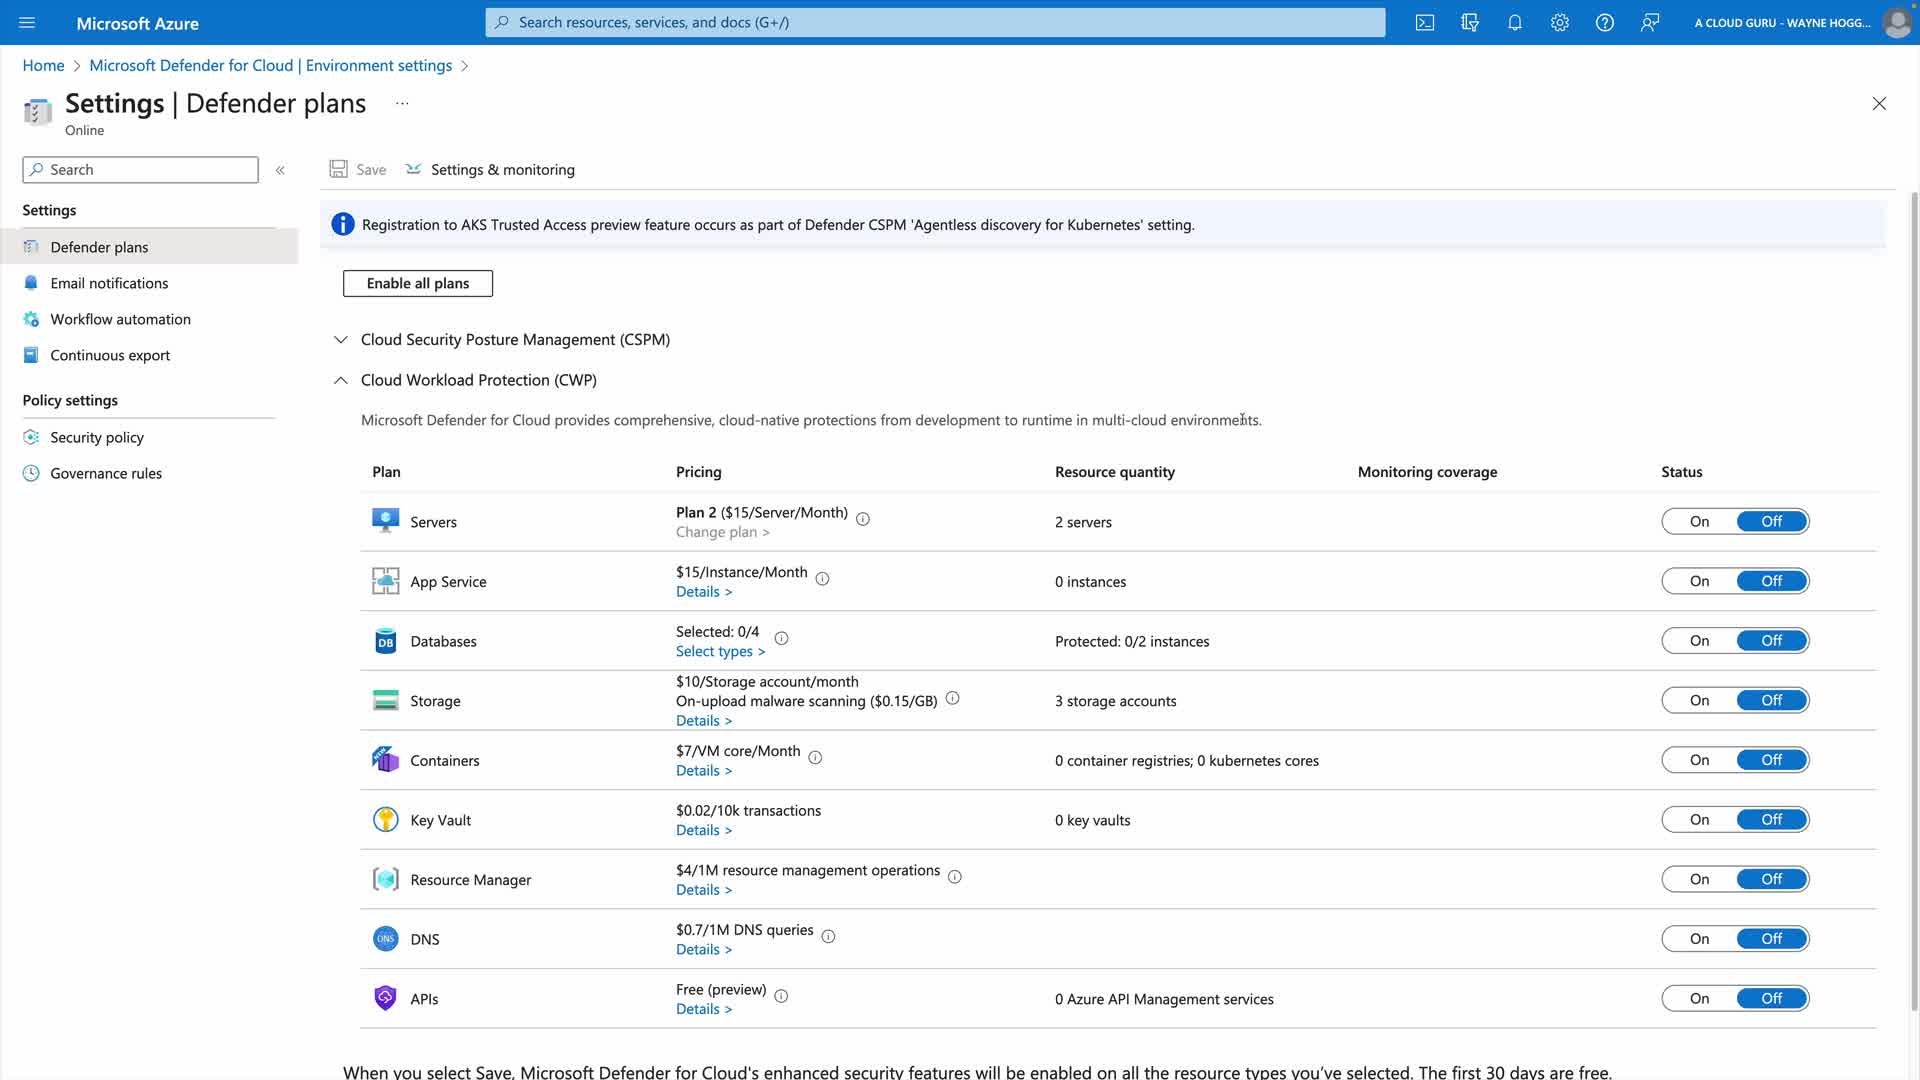 Microsoft Azure
Search resources, services, and docs (G+/)
A CLOUD GURU - WAYNE HOGG...
Home > Microsoft Defender for Cloud | Environment settings >
Settings | Defender plans ...
Online
Search
«
Save
Settings & monitoring
Settings
Defender plans
Email notifications
Workflow automation
Continuous export
Policy settings
Security policy
Governance rules
Registration to AKS Trusted Access preview feature occurs as part of Defender CSPM 'Agentless discovery for Kubernetes' setting.
Enable all plans
Cloud Security Posture Management (CSPM)
Cloud Workload Protection (CWP)
Microsoft Defender for Cloud provides comprehensive, cloud-native protections from development to runtime in multi-cloud environments.
Plan Pricing Resource quantity Monitoring coverage Status
Servers Plan 2 ($15/Server/Month) 2 servers On Off
Change plan >
App Service $15/Instance/Month 0 instances On Off
Details >
DB Databases Selected: 0/4 Protected: 0/2 instances On Off
Select types >
Storage $10/Storage account/month 3 storage accounts On Off
On-upload malware scanning ($0.15/GB)
Details >
Containers $7/VM core/Month 0 container registries; 0 kubernetes cores On Off
Details >
Key Vault $0.02/10k transactions 0 key vaults On Off
Details >
Resource Manager $4/1M resource management operations On Off
Details >
DNS DNS $0.7/1M DNS queries On Off
Details >
APIs Free (preview) 0 Azure API Management services On Off
Details >
When you select Save, Microsoft Defender for Cloud's enhanced security features will be enabled on all the resource types you've selected. The first 30 days are free.